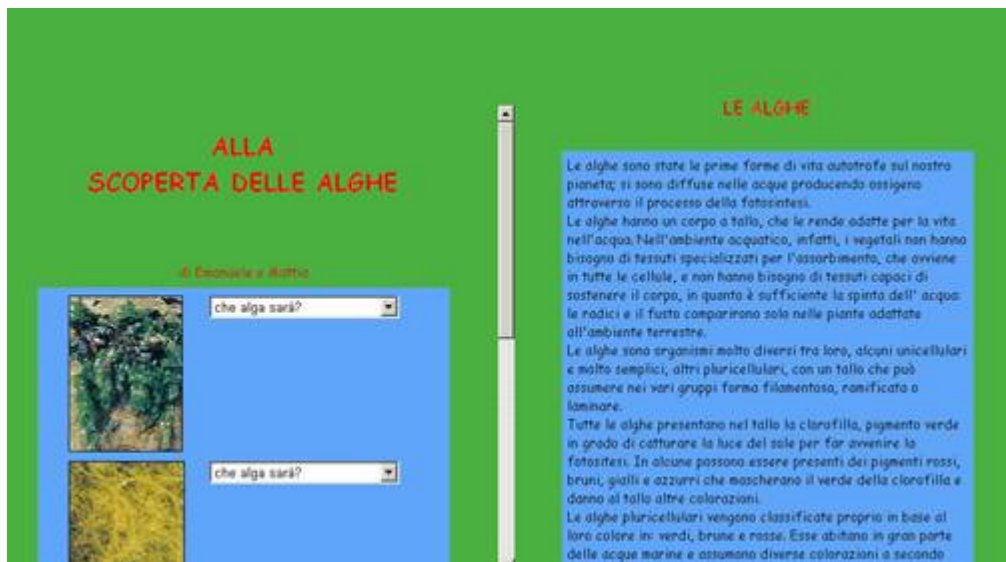 ALLA
SCOPERTA DELLE ALGHE
di Emanuele e Mattia
che alga sará?
che alga sará?
LE ALGHE
Le alghe sono state le prime forme di vita autotrofe sul nostro
pianeta; si sono diffuse nelle acque producendo ossigeno
attraverso il processo della fotosintesi.
Le alghe hanno un corpo a tallo, che le rende adatte per la vita
nell'acqua. Nell'ambiente acquatico, infatti, i vegetali non hanno
bisogno di tessuti specializzati per l'assorbimento, che avviene
in tutte le cellule, e non hanno bisogno di tessuti capaci di
sostenere il corpo, in quanto è sufficiente la spinta dell' acqua:
le radici e il fusto comparirono solo nelle piante adattate
all'ambiente terrestre.
Le alghe sono organismi molto diversi tra loro, alcuni unicellulari
e molto semplici, altri pluricellulari, con un tallo che può
assumere nei vari gruppi forma filamentosa, ramificata o
laminare.
Tutte le alghe presentano nel tallo la clorofilla, pigmento verde
in grado di catturare la luce del sole per far avvenire la
fotositesi. In alcune possono essere presenti dei pigmenti rossi,
bruni, gialli e azzurri che mascherano il verde della clorofilla e
danno al tallo altre colorazioni.
Le alghe pluricellulari vengono classificate proprio in base al
loro colore in: verdi, brune e rosse. Esse abitano in gran parte
delle acque marine e assumono diverse colorazioni a secondo